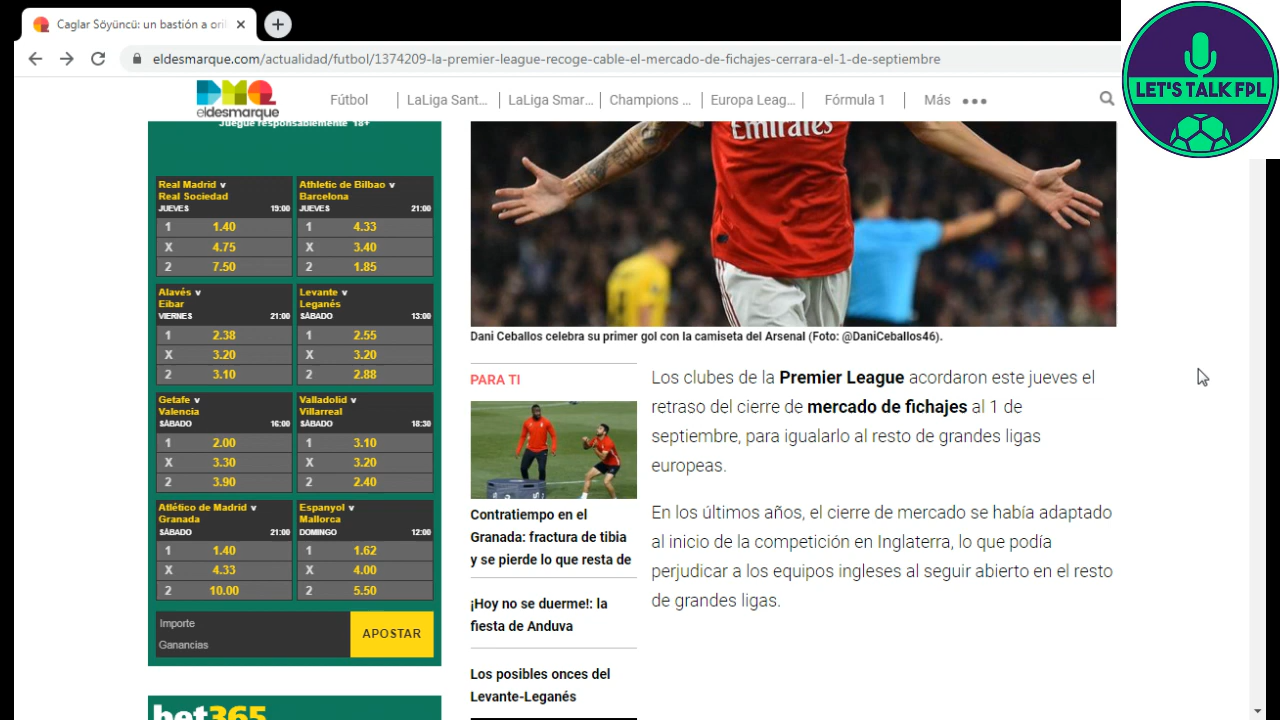 Caglar Söyüncü: un bastión a oril
eldesmarque.com/actualidad/futbol/1374209-la-premier-league-recoge-cable-el-mercado-de-fichajes-cerrara-el-1-de-septiembre
LET'S TALK FPL
DMQ
eldesmarque
Fútbol
LaLiga Sant...
LaLiga Smar...
Champions ...
Europa Leag...
Fórmula 1
Más
Juegue responsablemente 18+
Real Madrid v
Real Sociedad
JUEVES 19:00
1 1.40
X 4.75
2 7.50
Athletic de Bilbao v
Barcelona
JUEVES 21:00
1 4.33
X 3.40
2 1.85
Alavés v
Eibar
VIERNES 21:00
1 2.38
X 3.20
2 3.10
Levante v
Leganés
SÁBADO 13:00
1 2.55
X 3.20
2 2.88
Getafe v
Valencia
SÁBADO 16:00
1 2.00
X 3.30
2 3.90
Valladolid v
Villarreal
SÁBADO 18:30
1 3.10
X 3.20
2 2.40
Atlético de Madrid v
Granada
SÁBADO 21:00
1 1.40
X 4.33
2 10.00
Espanyol v
Mallorca
DOMINGO 12:00
1 1.62
X 4.00
2 5.50
Importe
Ganancias
APOSTAR
bet365
Emirates
Dani Ceballos celebra su primer gol con la camiseta del Arsenal (Foto: @DaniCeballos46).
PARA TI
Contratiempo en el
Granada: fractura de tibia
y se pierde lo que resta de
¡Hoy no se duerme!: la
fiesta de Anduva
Los posibles onces del
Levante-Leganés
Los clubes de la Premier League acordaron este jueves el
retraso del cierre de mercado de fichajes al 1 de
septiembre, para igualarlo al resto de grandes ligas
europeas.
En los últimos años, el cierre de mercado se había adaptado
al inicio de la competición en Inglaterra, lo que podía
perjudicar a los equipos ingleses al seguir abierto en el resto
de grandes ligas.